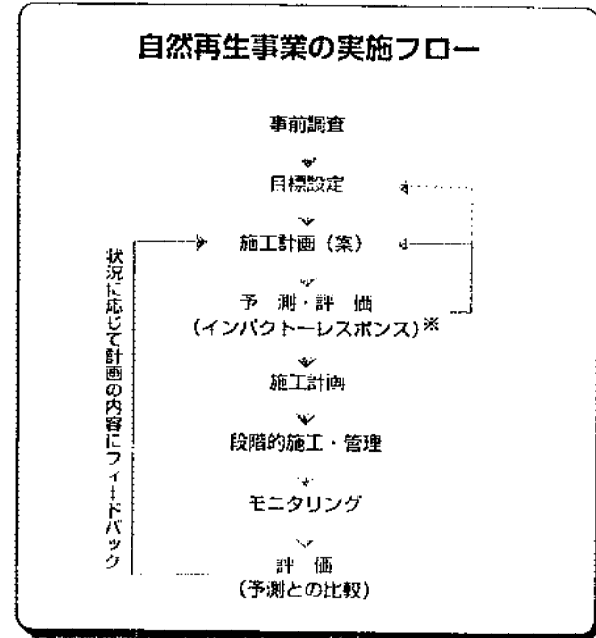 自然再生事業の実施フロー
事前調査
目標設定
施工計画（案）
予測・評価
（インパクトーレスポンス）※
施工計画
段階的施工・管理
モニタリング
評価
（予測との比較）
状況に応じて計画の内容にフィードバック